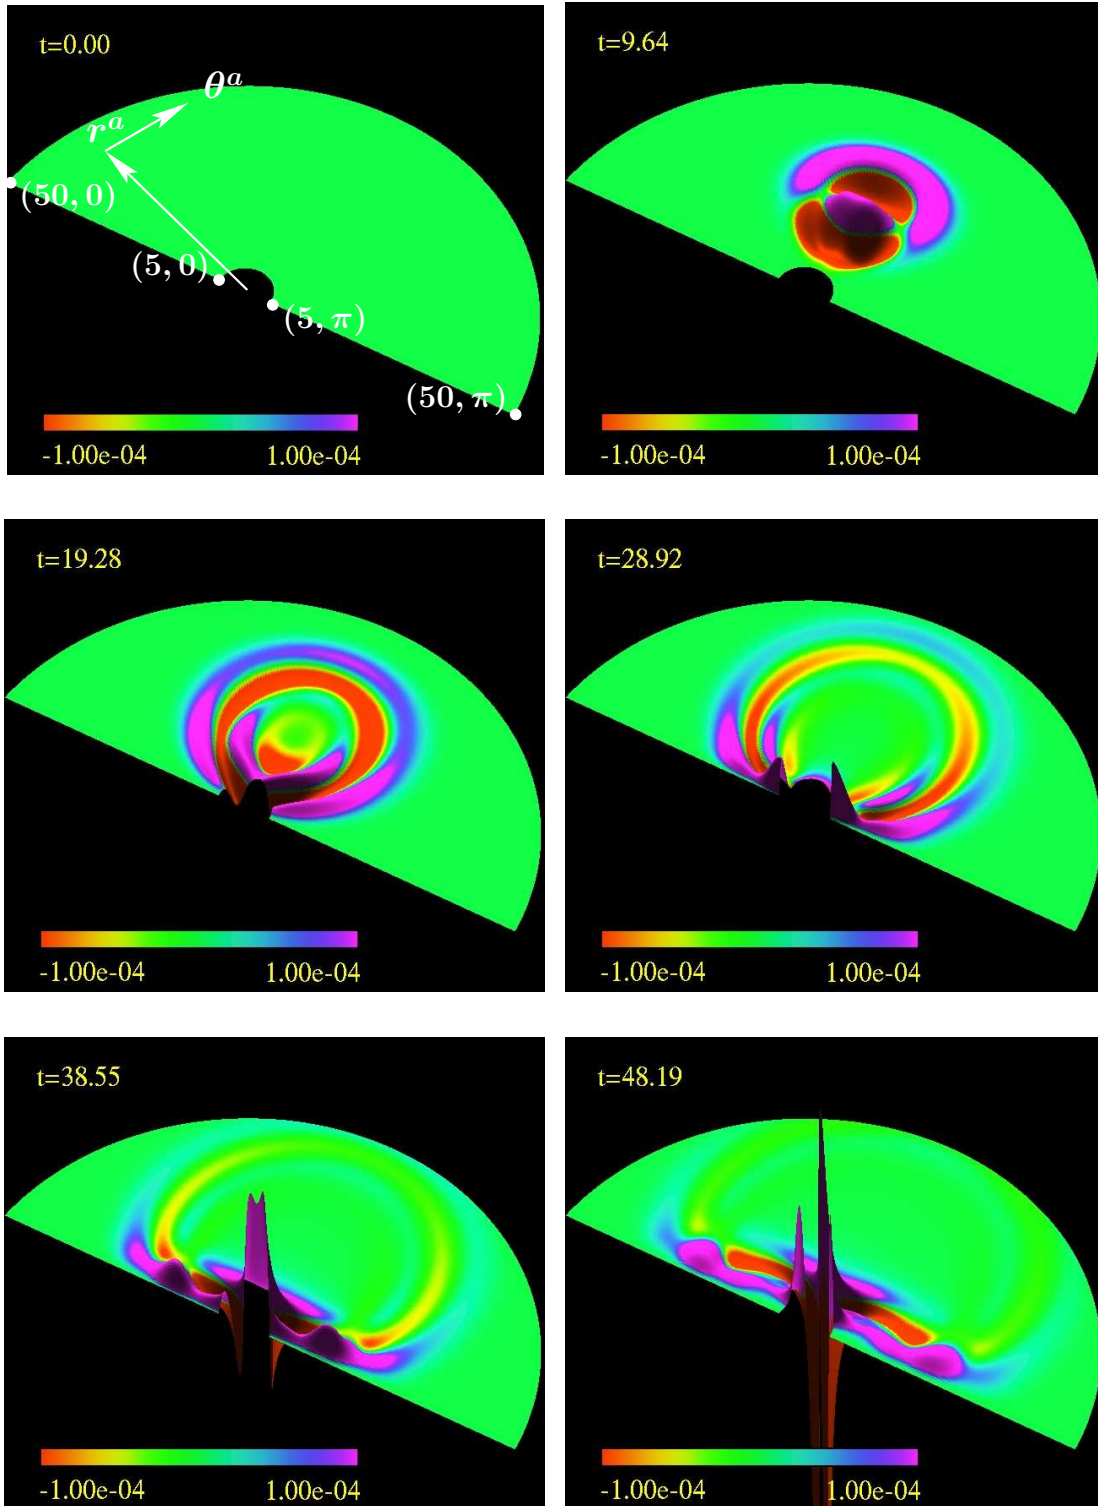 t=0.00
θ^a
r^a
(50, 0)
(5, 0)
(5, π)
(50, π)
-1.00e-04 1.00e-04
t=9.64
-1.00e-04 1.00e-04
t=19.28
-1.00e-04 1.00e-04
t=28.92
-1.00e-04 1.00e-04
t=38.55
-1.00e-04 1.00e-04
t=48.19
-1.00e-04 1.00e-04